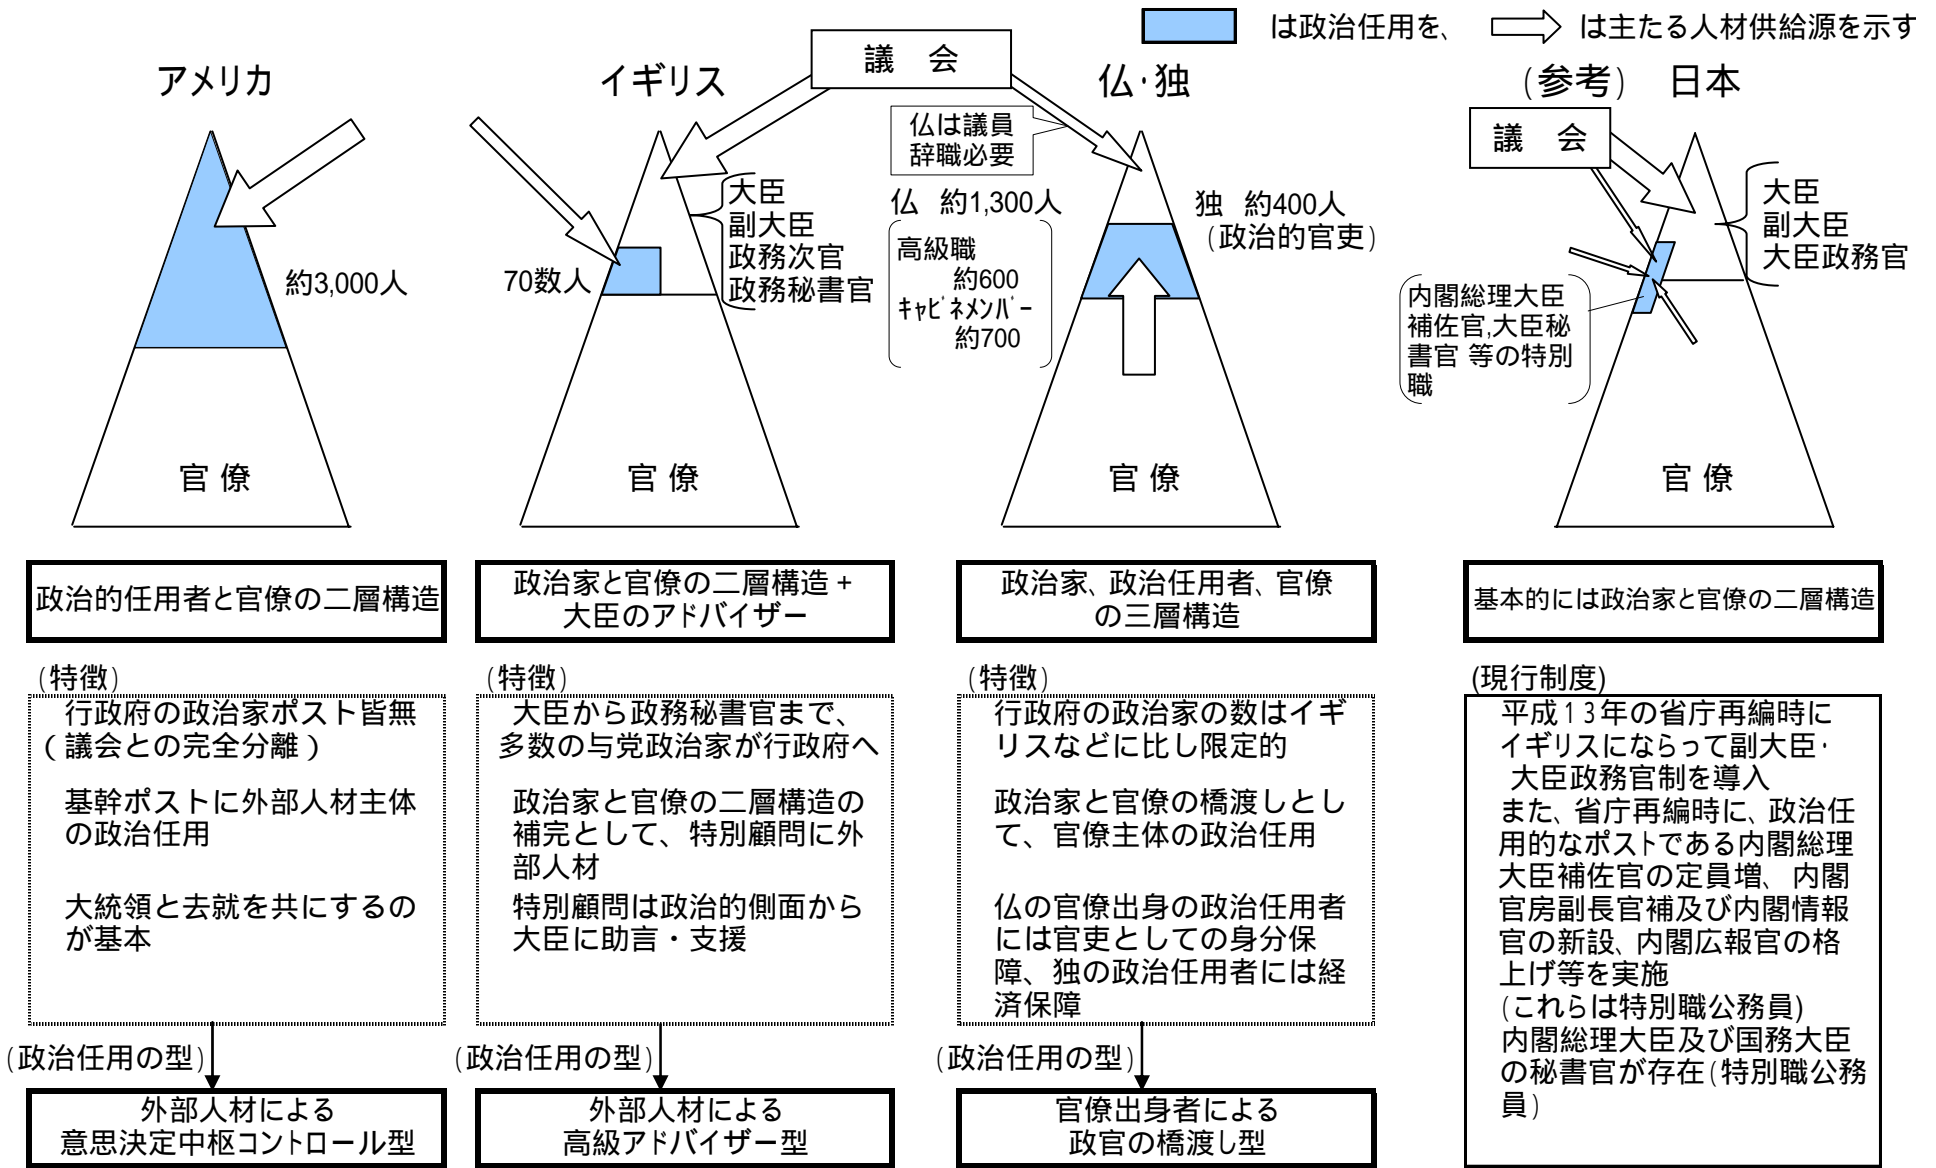 は政治任用を、 は主たる人材供給源を示す
アメリカ
約3,000人
官 僚
政治的任用者と官僚の二層構造
(特徴)
行政府の政治家ポスト皆無
(議会との完全分離)
基幹ポストに外部人材主体
の政治任用
大統領と去就を共にするの
が基本
(政治任用の型)
外部人材による
意思決定中枢コントロール型
イギリス
議 会
大臣
副大臣
政務次官
政務秘書官
70数人
官 僚
政治家と官僚の二層構造 +
大臣のアドバイザー
(特徴)
大臣から政務秘書官まで、
多数の与党政治家が行政府へ
政治家と官僚の二層構造の
補完として、特別顧問に外
部人材
特別顧問は政治的側面から
大臣に助言・支援
(政治任用の型)
外部人材による
高級アドバイザー型
仏・独
仏は議員
辞職必要
仏 約1,300人
高級職
約600
キャビネメンバー
約700
独 約400人
(政治的官吏)
官 僚
政治家、政治任用者、官僚
の三層構造
(特徴)
行政府の政治家の数はイギ
リスなどに比し限定的
政治家と官僚の橋渡しとし
て、官僚主体の政治任用
仏の官僚出身の政治任用者
には官吏としての身分保
障、独の政治任用者には経
済保障
(政治任用の型)
官僚出身者による
政官の橋渡し型
(参考) 日本
議 会
大臣
副大臣
大臣政務官
内閣総理大臣
補佐官,大臣秘
書官 等の特別
職
官 僚
基本的には政治家と官僚の二層構造
(現行制度)
平成13年の省庁再編時に
イギリスにならって副大臣・
大臣政務官制を導入
また、省庁再編時に、政治任
用的なポストである内閣総理
大臣補佐官の定員増、内閣
官房副長官補及び内閣情報
官の新設、内閣広報官の格
上げ等を実施
(これらは特別職公務員)
内閣総理大臣及び国務大臣
の秘書官が存在(特別職公務
員)